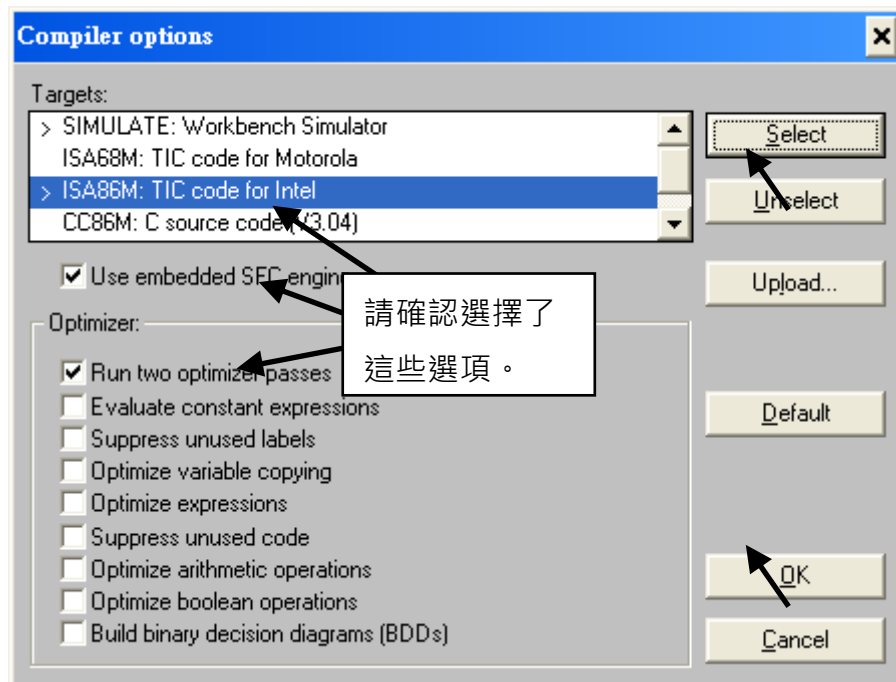 Compiler options
Targets:
> SIMULATE: Workbench Simulator
ISA68M: TIC code for Motorola
> ISA86M: TIC code for Intel
CC86M: C source code (V3.04)
Select
Unselect
Use embedded SFC engine
Upload...
請確認選擇了
這些選項。
Optimizer:
Run two optimizer passes
Evaluate constant expressions
Suppress unused labels
Optimize variable copying
Optimize expressions
Suppress unused code
Optimize arithmetic operations
Optimize boolean operations
Build binary decision diagrams (BDDs)
Default
OK
Cancel